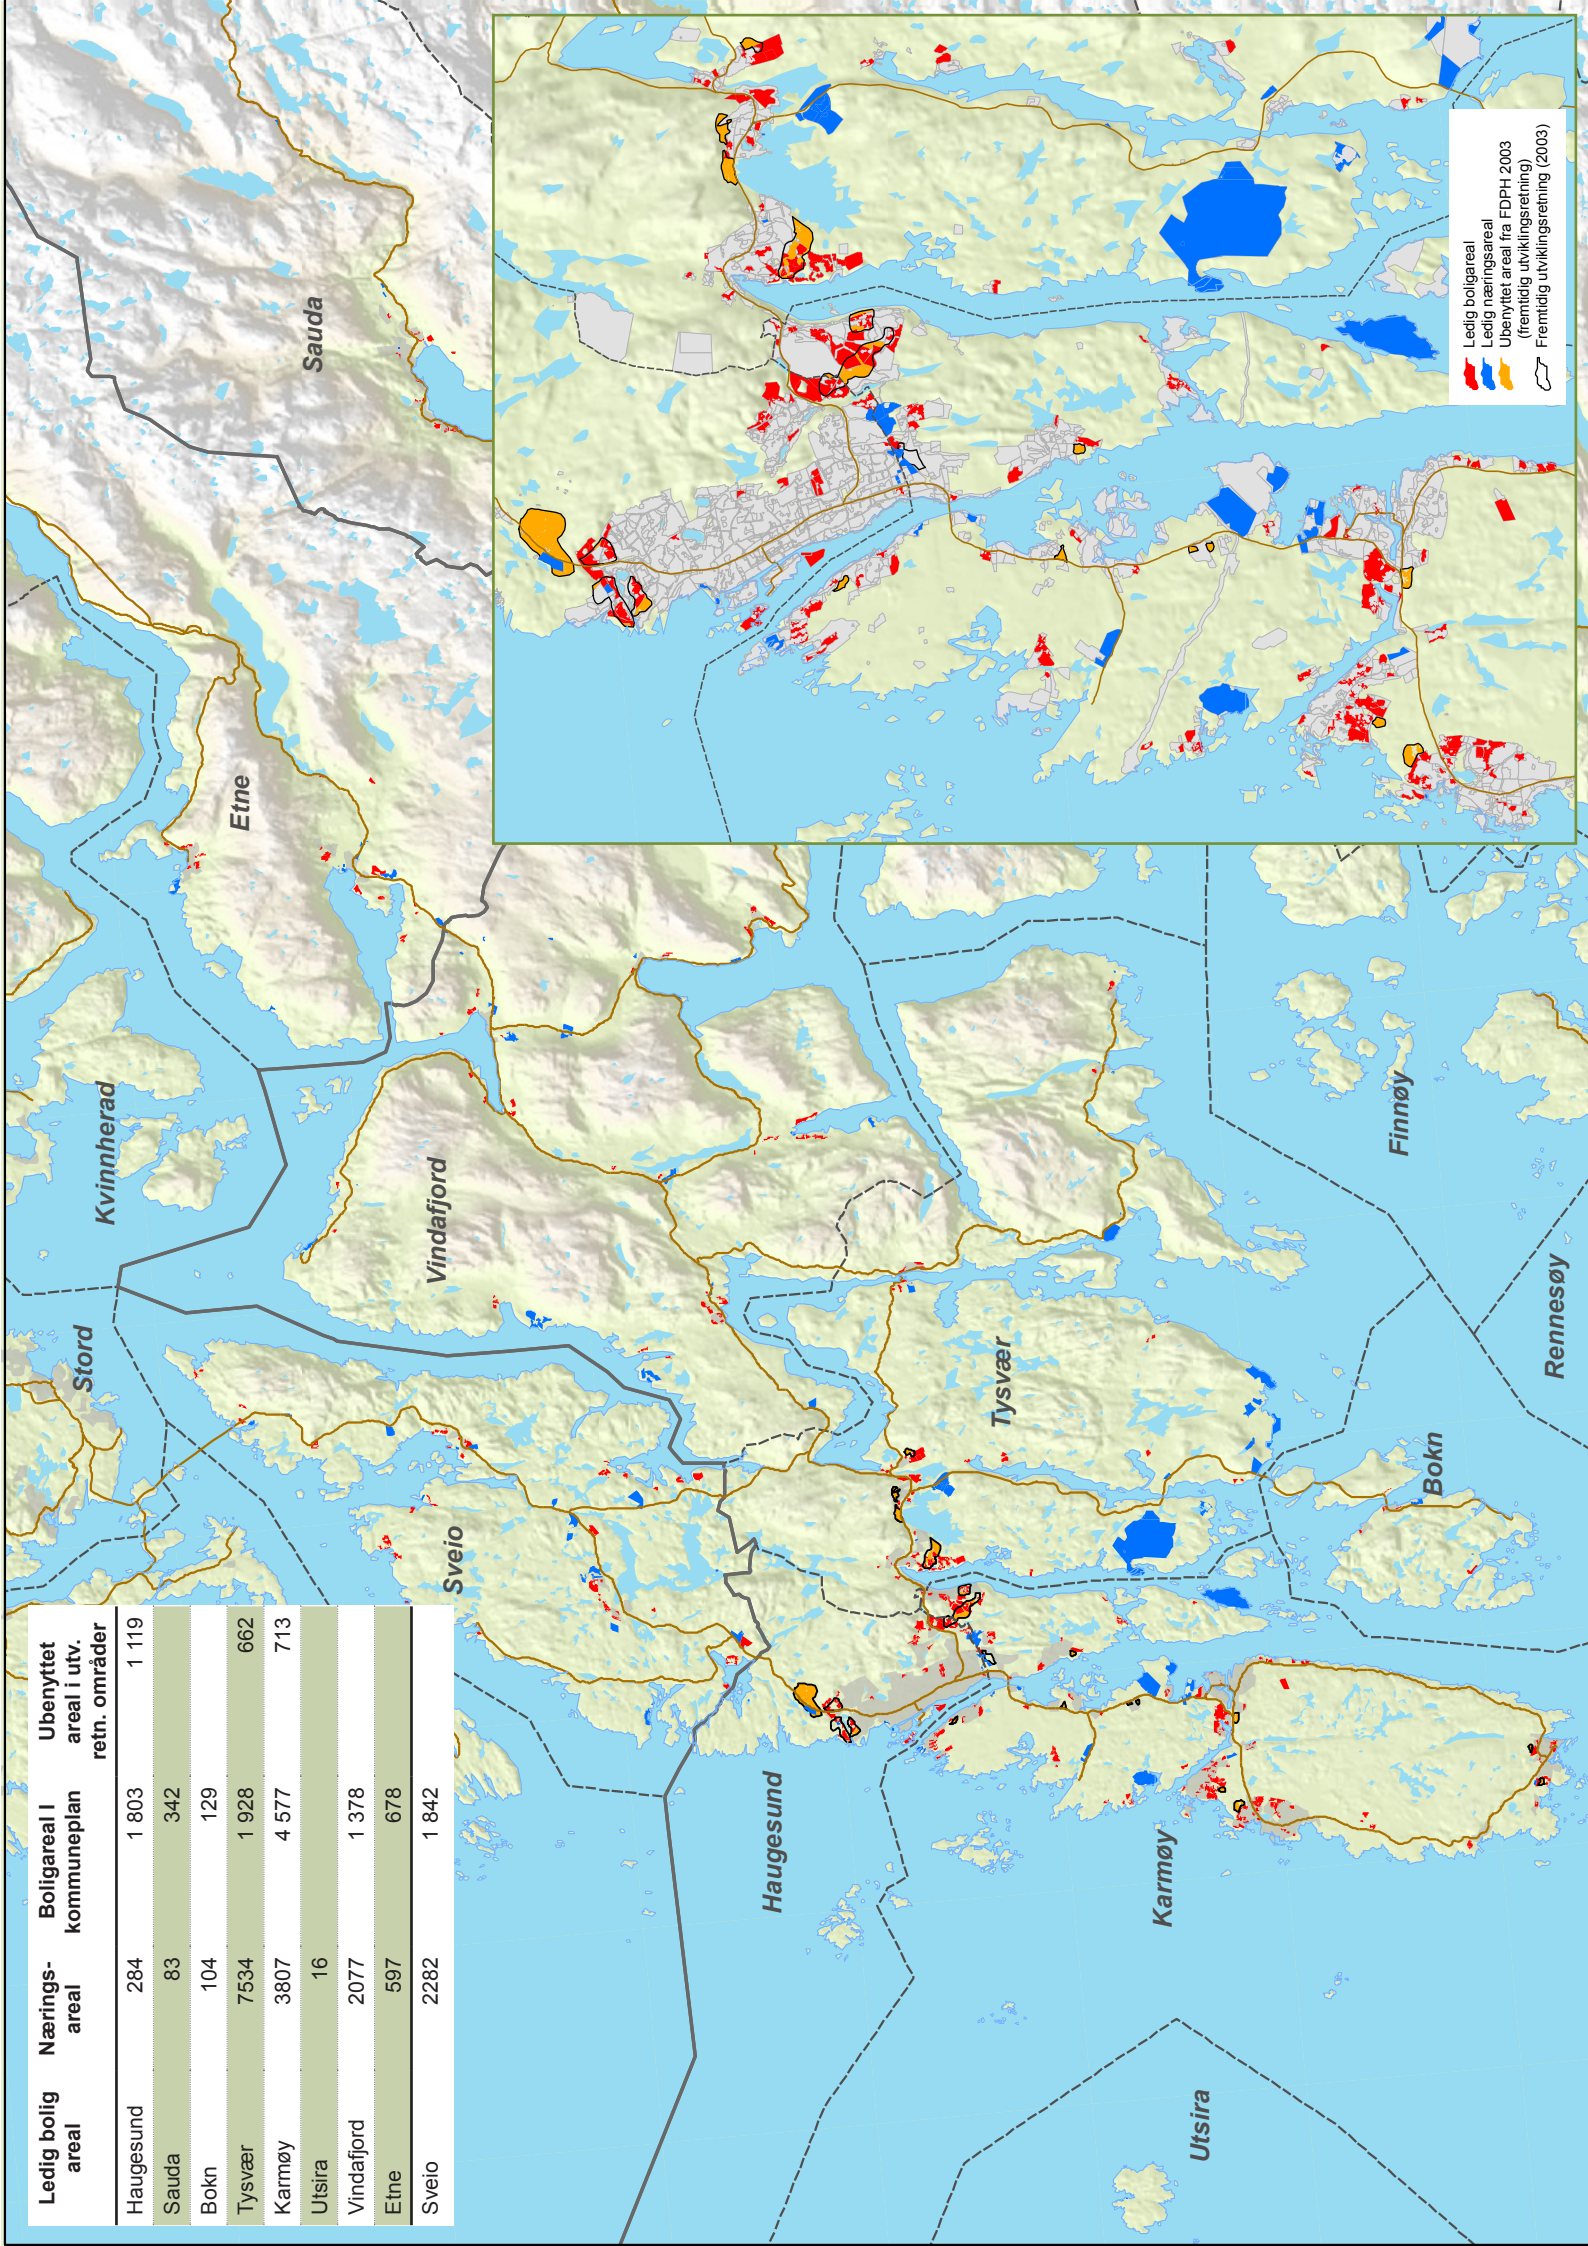 Ledig bolig areal Nærings-areal Boligareal I kommuneplan Ubenyttet areal i utv. retn. områder
Haugesund 284 1 803 1 119
Sauda 83 342
Bokn 104 129
Tysvær 7534 1 928 662
Karmøy 3807 4 577 713
Utsira 16
Vindafjord 2077 1 378
Etne 597 678
Sveio 2282 1 842
Stord
Kvinnherad
Etne
Sauda
Vindafjord
Sveio
Haugesund
Tysvær
Karmøy
Utsira
Bokn
Finnøy
Rennesøy
Ledig boligareal
Ledig næringsareal
Ubenyttet areal fra FDPH 2003
(fremtidig utviklingsretning)
Fremtidig utviklingsretning (2003)